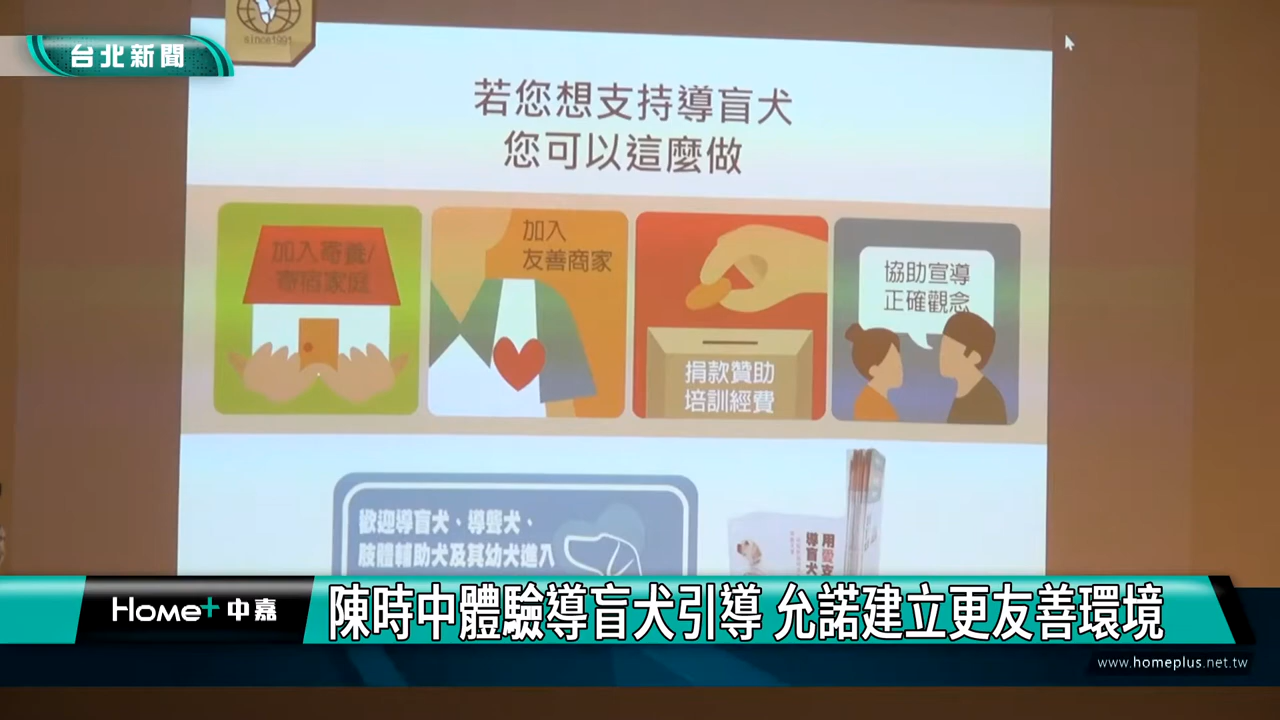 台北新聞
since1991
若您想支持導盲犬
您可以這麼做
加入寄養/
寄宿家庭
加入
友善商家
捐款贊助
培訓經費
協助宣導
正確觀念
歡迎導盲犬、導聾犬、
肢體輔助犬及其幼犬進入
用愛支
導盲犬
Home+中嘉
陳時中體驗導盲犬引導 允諾建立更友善環境
www.homeplus.net.tw